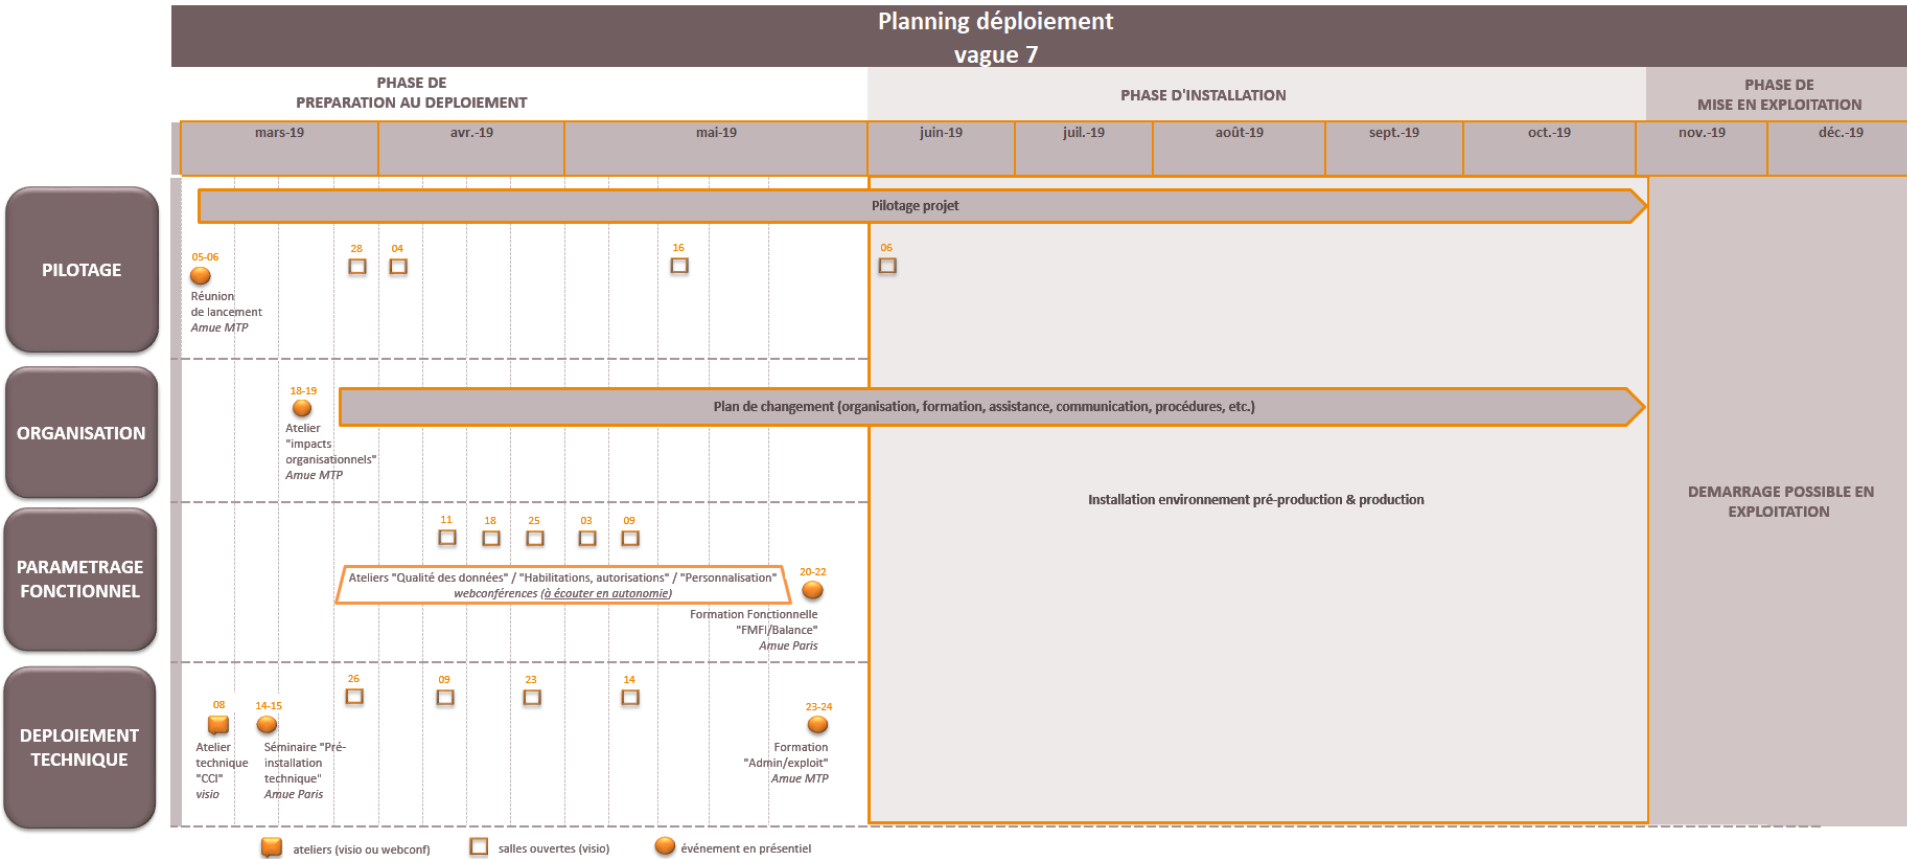 Planning déploiement
vague 7
PHASE DE
PREPARATION AU DEPLOIEMENT
PHASE D'INSTALLATION
PHASE DE
MISE EN EXPLOITATION
mars-19
avr.-19
mai-19
juin-19
juil.-19
août-19
sept.-19
oct.-19
nov.-19
déc.-19
PILOTAGE
Pilotage projet
05-06
28
04
16
06
Réunion
de lancement
Amue MTP
ORGANISATION
18-19
Plan de changement (organisation, formation, assistance, communication, procédures, etc.)
Atelier
"impacts
organisationnels"
Amue MTP
Installation environnement pré-production & production
DEMARRAGE POSSIBLE EN
EXPLOITATION
PARAMETRAGE
FONCTIONNEL
11
18
25
03
09
Ateliers "Qualité des données" / "Habilitations, autorisations" / "Personnalisation"
webconférences (à écouter en autonomie)
20-22
Formation Fonctionnelle
"FMFI/Balance"
Amue Paris
DEPLOIEMENT
TECHNIQUE
26
09
23
14
08
14-15
23-24
Atelier
technique
"CCI"
visio
Séminaire "Pré-
installation
technique"
Amue Paris
Formation
"Admin/exploit"
Amue MTP
ateliers (visio ou webconf)
salles ouvertes (visio)
événement en présentiel